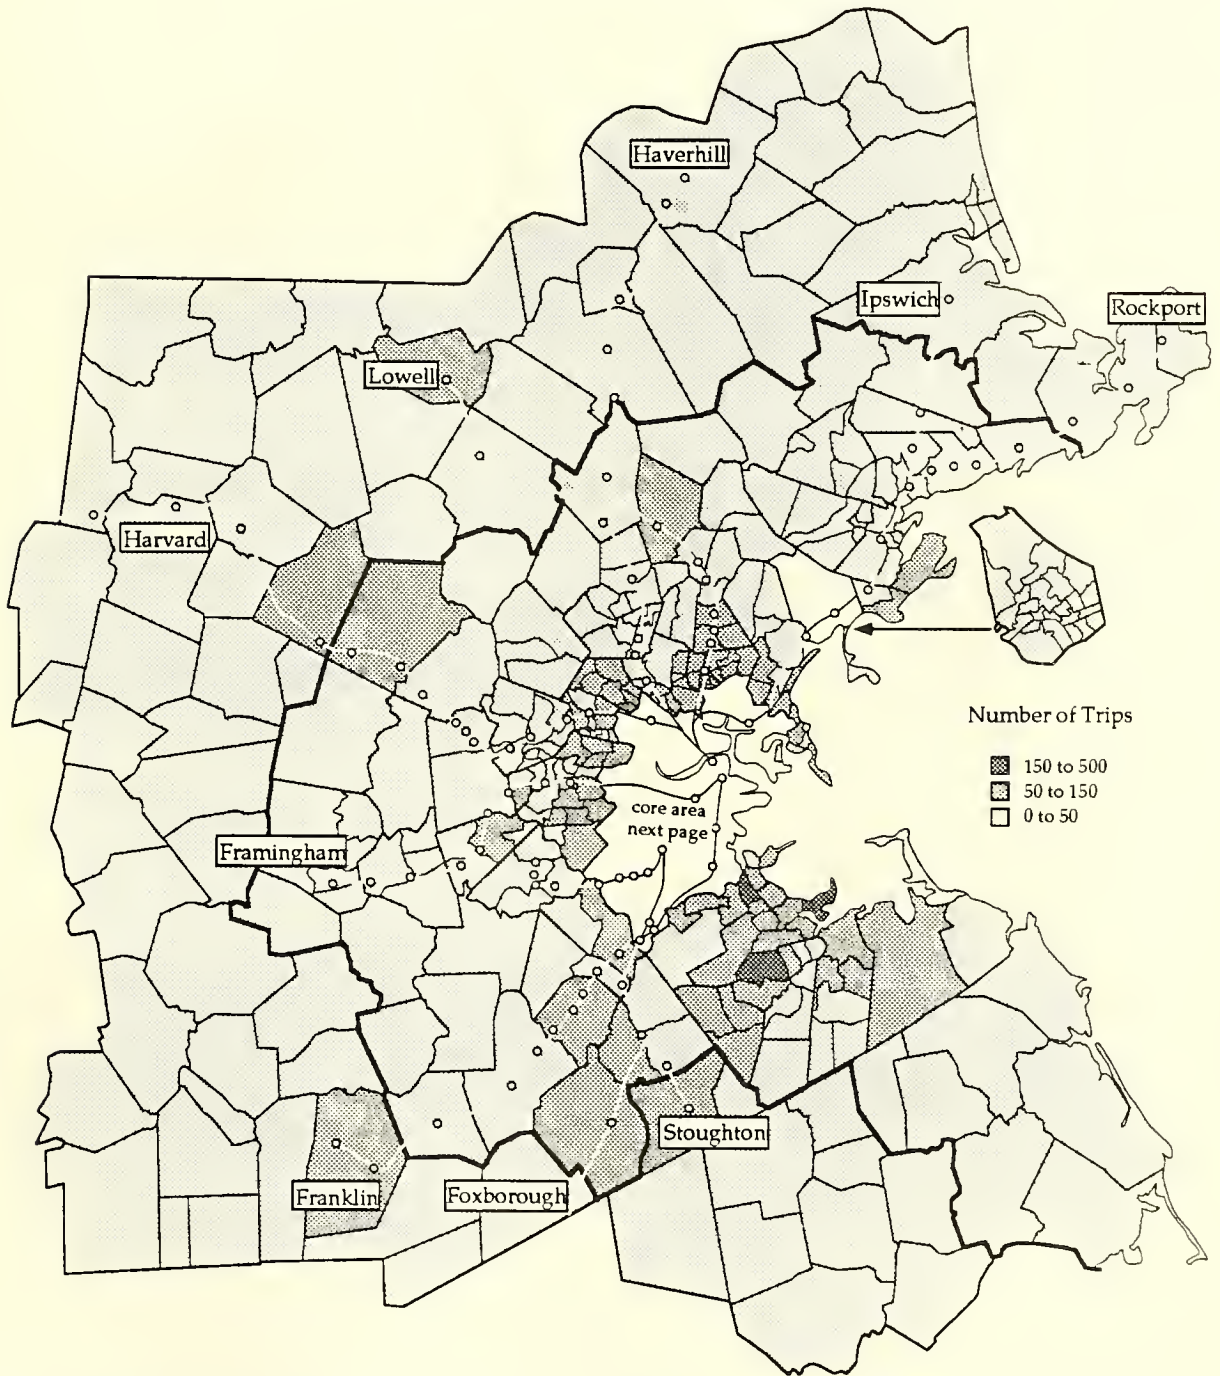 Haverhill
Ipswich
Rockport
Lowell
Harvard
Number of Trips
150 to 500
50 to 150
0 to 50
core area
next page
Framingham
Stoughton
Franklin
Foxborough